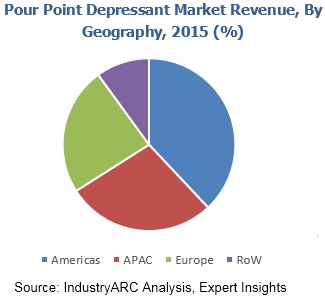 Pour Point Depressant Market Revenue, By
Geography, 2015 (%)
Americas APAC Europe RoW
Source: IndustryARC Analysis, Expert Insights